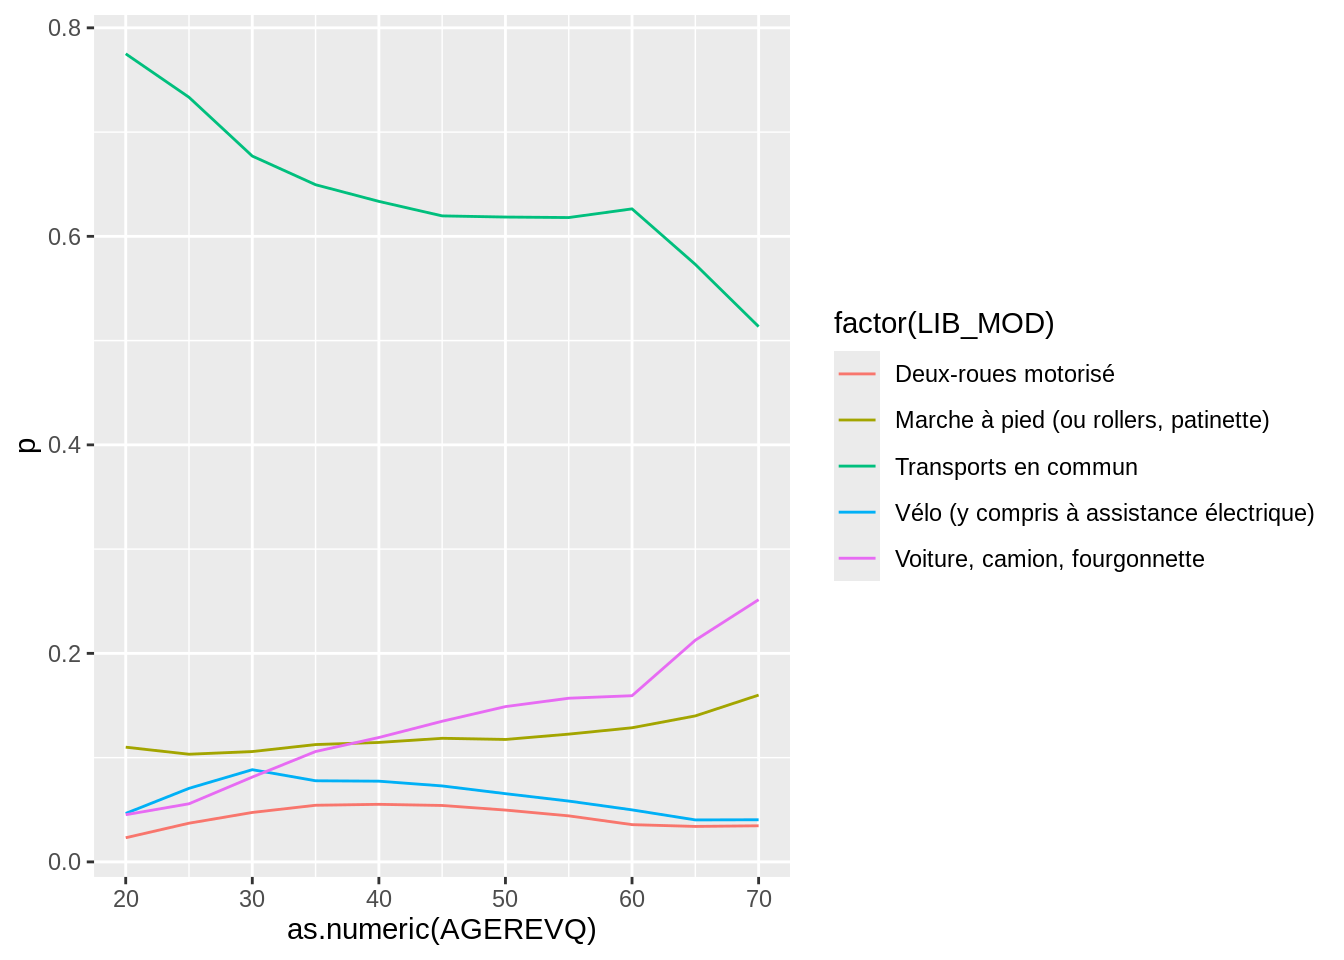 0.8
0.6
0.4
0.2
0.0
p
20 30 40 50 60 70
as.numeric(AGEREVQ)
factor(LIB_MOD)
Deux-roues motorisé
Marche à pied (ou rollers, patinette)
Transports en commun
Vélo (y compris à assistance électrique)
Voiture, camion, fourgonnette